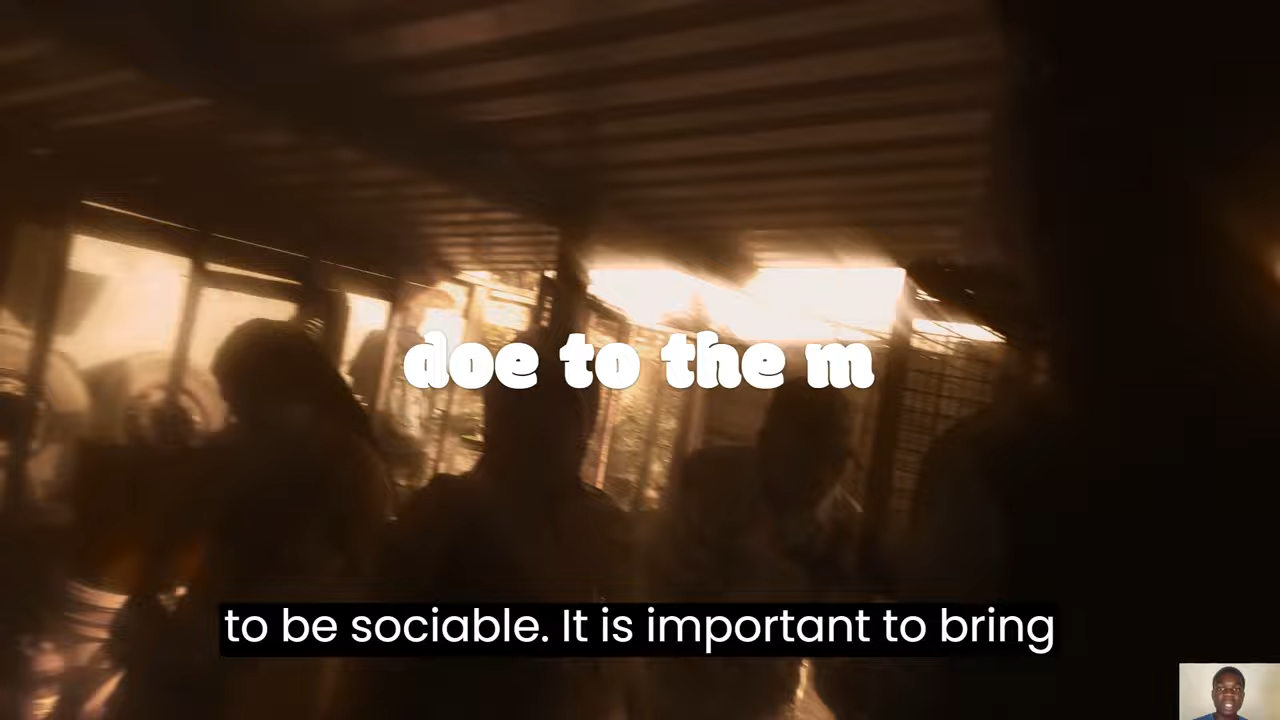 doe to the m
to be sociable. It is important to bring